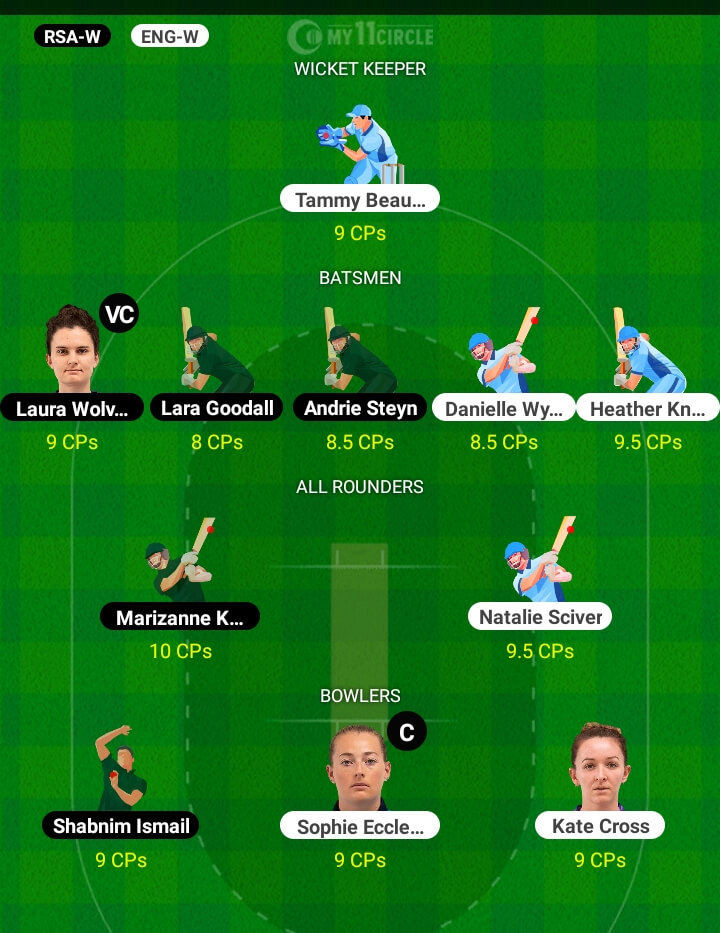 RSA-W ENG-W MY11CIRCLE
WICKET KEEPER
Tammy Beau...
9 CPs
BATSMEN
VC
Laura Wolv... Lara Goodall Andrie Steyn Danielle Wy... Heather Kn...
9 CPs 8 CPs 8.5 CPs 8.5 CPs 9.5 CPs
ALL ROUNDERS
Marizanne K... Natalie Sciver
10 CPs 9.5 CPs
BOWLERS
C
Shabnim Ismail Sophie Eccle... Kate Cross
9 CPs 9 CPs 9 CPs